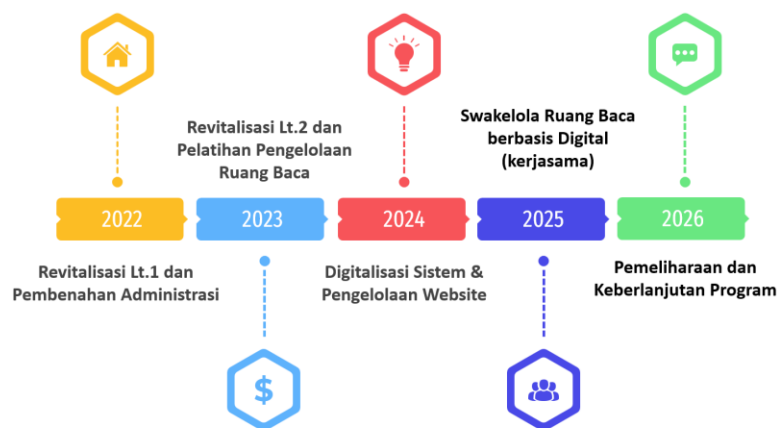 Revitalisasi Lt.2 dan
Pelatihan Pengelolaan
Ruang Baca
Swakelola Ruang Baca
berbasis Digital
(kerjasama)
2022
2023
2024
2025
2026
Revitalisasi Lt.1 dan
Pembenahan Administrasi
Digitalisasi Sistem &
Pengelolaan Website
Pemeliharaan dan
Keberlanjutan Program
$